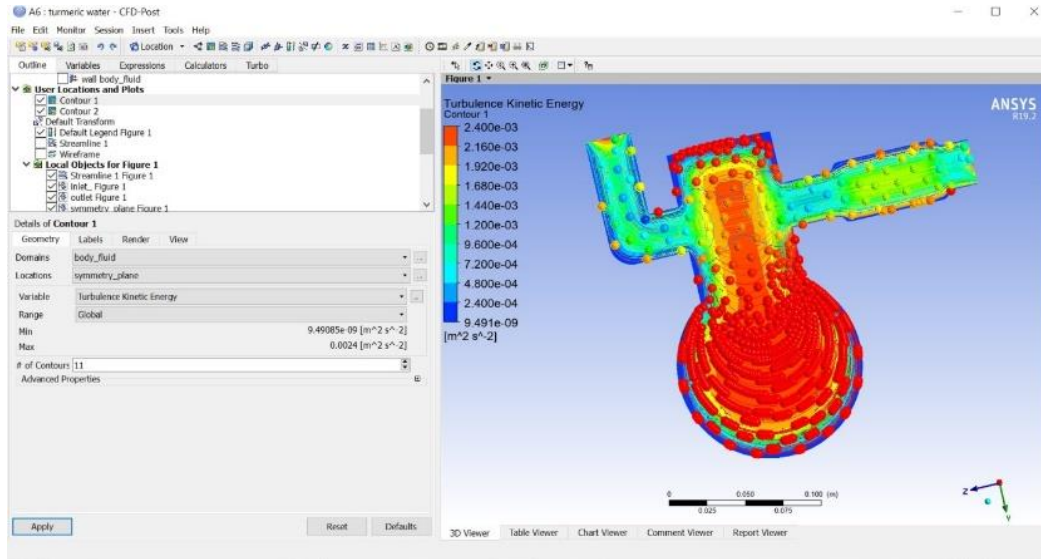 A6 : turmeric water - CFD-Post
File Edit Monitor Session Insert Tools Help
Location
Outline Variables Expressions Calculators Turbo
wall body_fluid
User Locations and Plots
Contour 1
Contour 2
Default Transform
Default Legend Figure 1
Streamline 1
Wireframe
Local Objects for Figure 1
Streamline 1 Figure 1
Inlet_ Figure 1
outlet Figure 1
symmetry_plane Figure 1
Details of Contour 1
Geometry Labels Render View
Domains body_fluid
Locations symmetry_plane
Variable Turbulence Kinetic Energy
Range Global
Min 9.49085e-09 [m^2 s^-2]
Max 0.0024 [m^2 s^-2]
# of Contours 11
Advanced Properties
Apply Reset Defaults
Figure 1
Turbulence Kinetic Energy
Contour 1
2.400e-03
2.160e-03
1.920e-03
1.680e-03
1.440e-03
1.200e-03
9.600e-04
7.200e-04
4.800e-04
2.400e-04
9.491e-09
[m^2 s^-2]
ANSYS
R19.2
0 0.050 0.100 (m)
0.025 0.075
Z
Y
3D Viewer Table Viewer Chart Viewer Comment Viewer Report Viewer